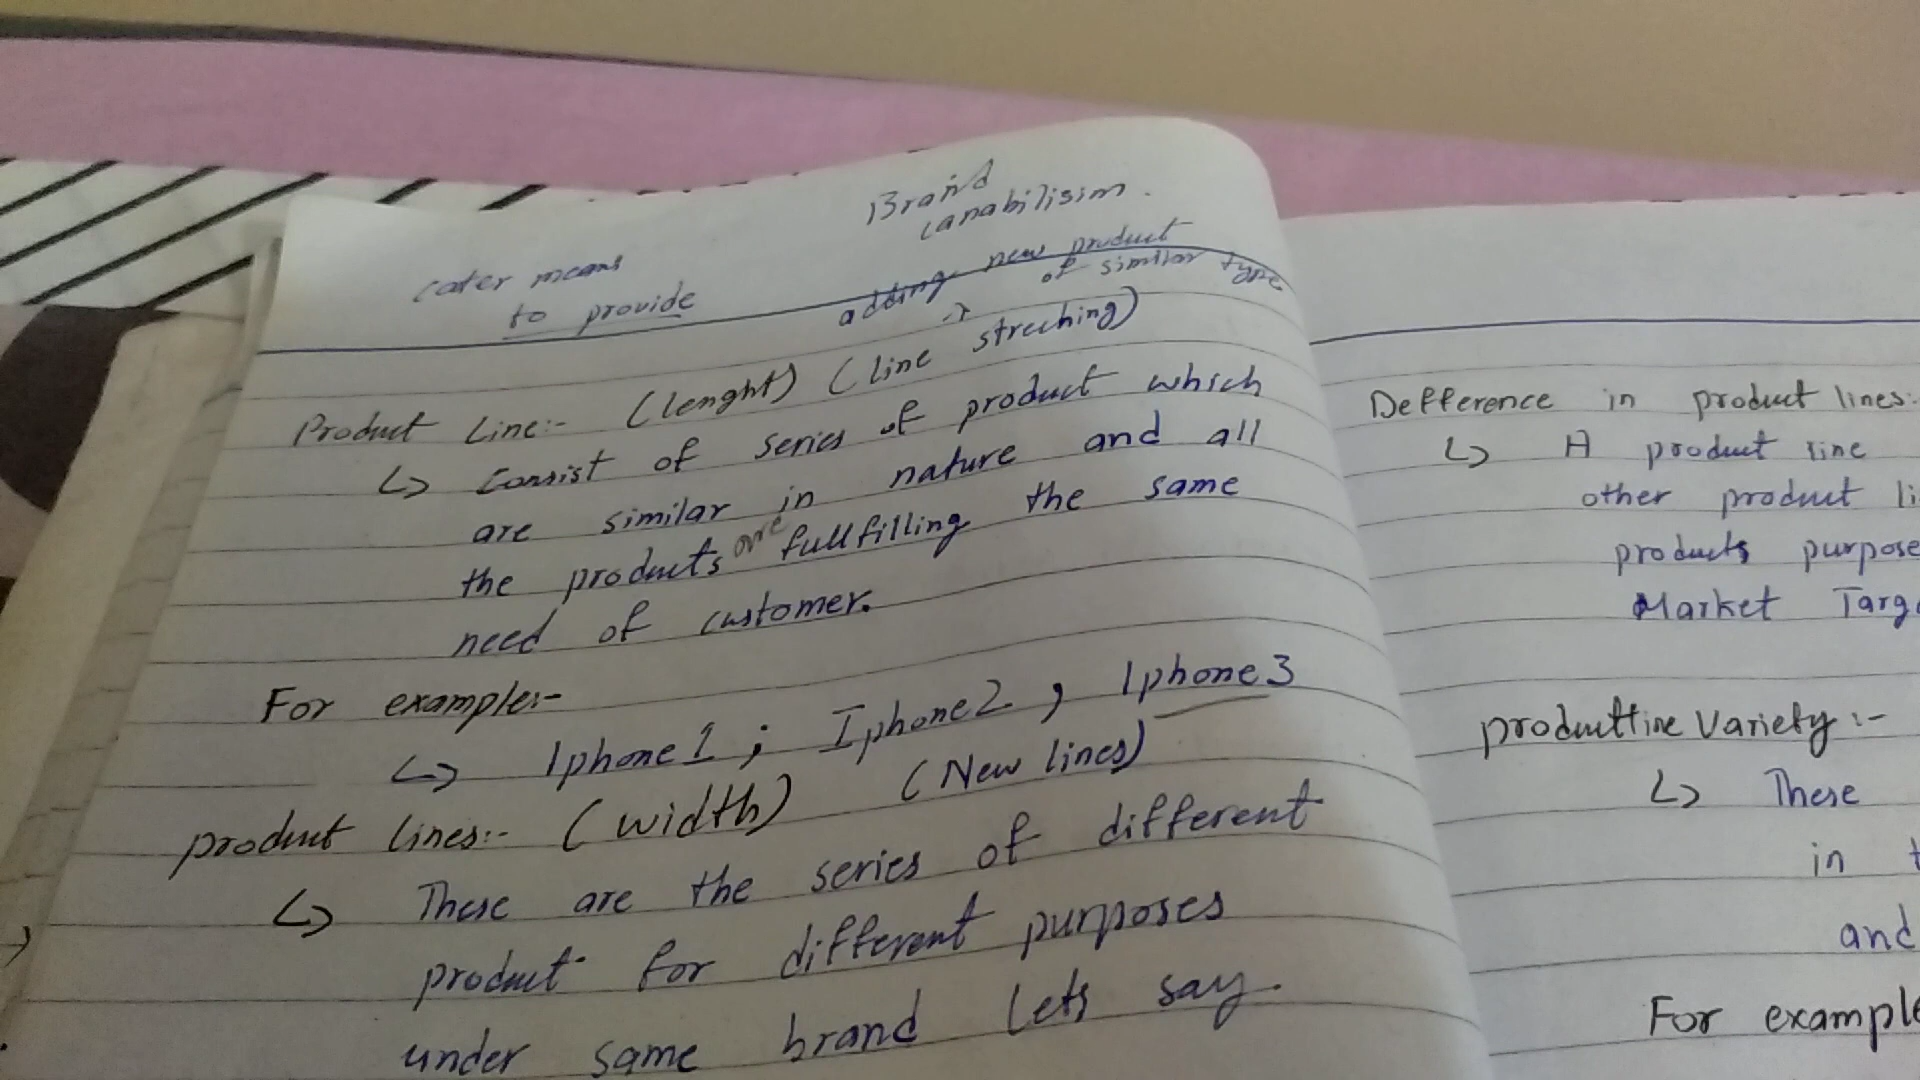 Brand
canabilisim.
cater means
to provide
adding new product
of similar type
Product Line:- (lenght) (line streching)
↳ Consist of series of product which
are similar in nature and all
the products are fullfilling the same
need of customer.
For example:-
↳ Iphone 1 ; Iphone 2 , Iphone 3
product lines:- (width) (New lines)
↳ These are the series of different
product for different purposes
under same brand lets say.
Defference in product lines:-
↳ A product line
other product li
products purpose
Market Targ
productline Variety :-
↳ These
in t
and
For example